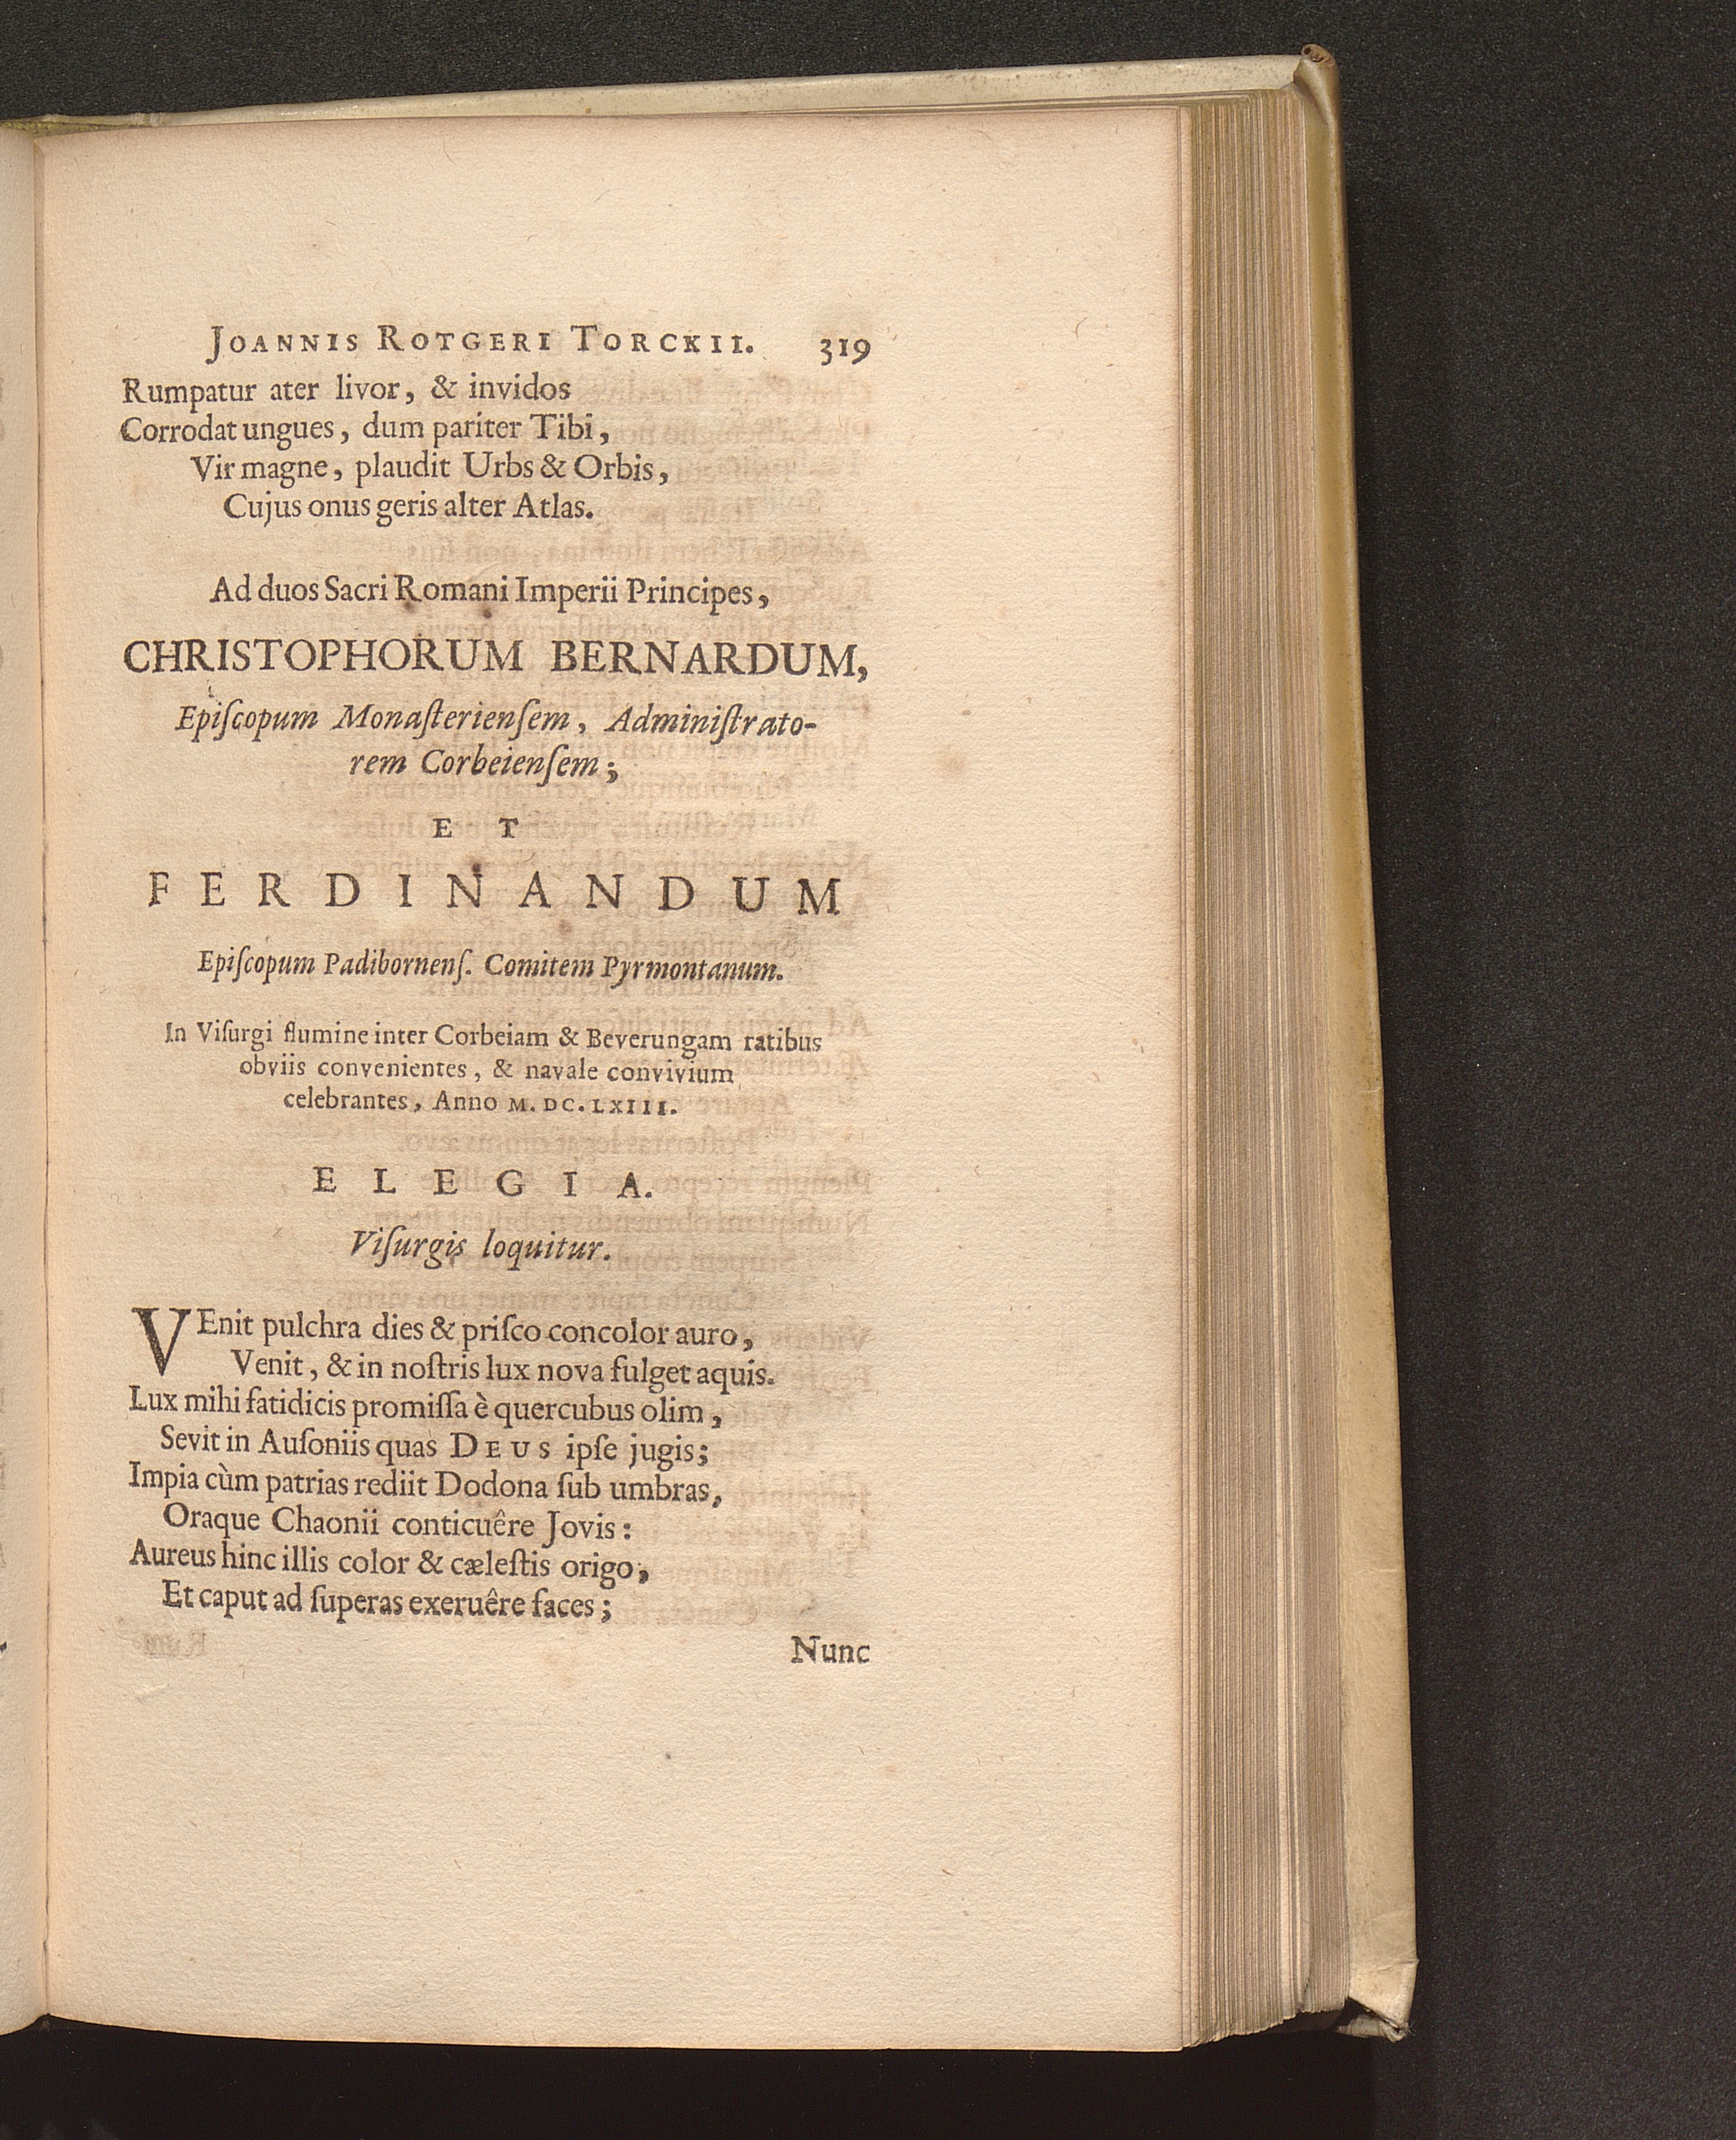 JOANNIS ROTGERI TORCKII. 319
Rumpatur ater livor, & invidos
Corrodat ungues, dum pariter Tibi,
Vir magne, plaudit Urbs & Orbis,
Cujus onus geris alter Atlas.
Ad duos Sacri Romani Imperii Principes,
CHRISTOPHORUM BERNARDUM,
Epiſcopum Monaſterienſem, Adminiſtrato-
rem Corbeienſem;
ET
FERDINANDUM
Epiſcopum Padibornenſ. Comitem Pyrmontanum.
In Viſurgi flumine inter Corbeiam & Beverungam ratibus
obviis convenientes, & navale convivium
celebrantes, Anno M. DC. LXIII.
ELEGIA.
Viſurgis loquitur.
VEnit pulchra dies & priſco concolor auro,
Venit, & in noſtris lux nova fulget aquis.
Lux mihi fatidicis promiſſa è quercubus olim,
Sevit in Auſoniis quas DEUS ipſe jugis;
Impia cùm patrias rediit Dodona ſub umbras,
Oraque Chaonii conticuêre Jovis:
Aureus hinc illis color & cæleſtis origo,
Et caput ad ſuperas exeruêre faces;
Nunc